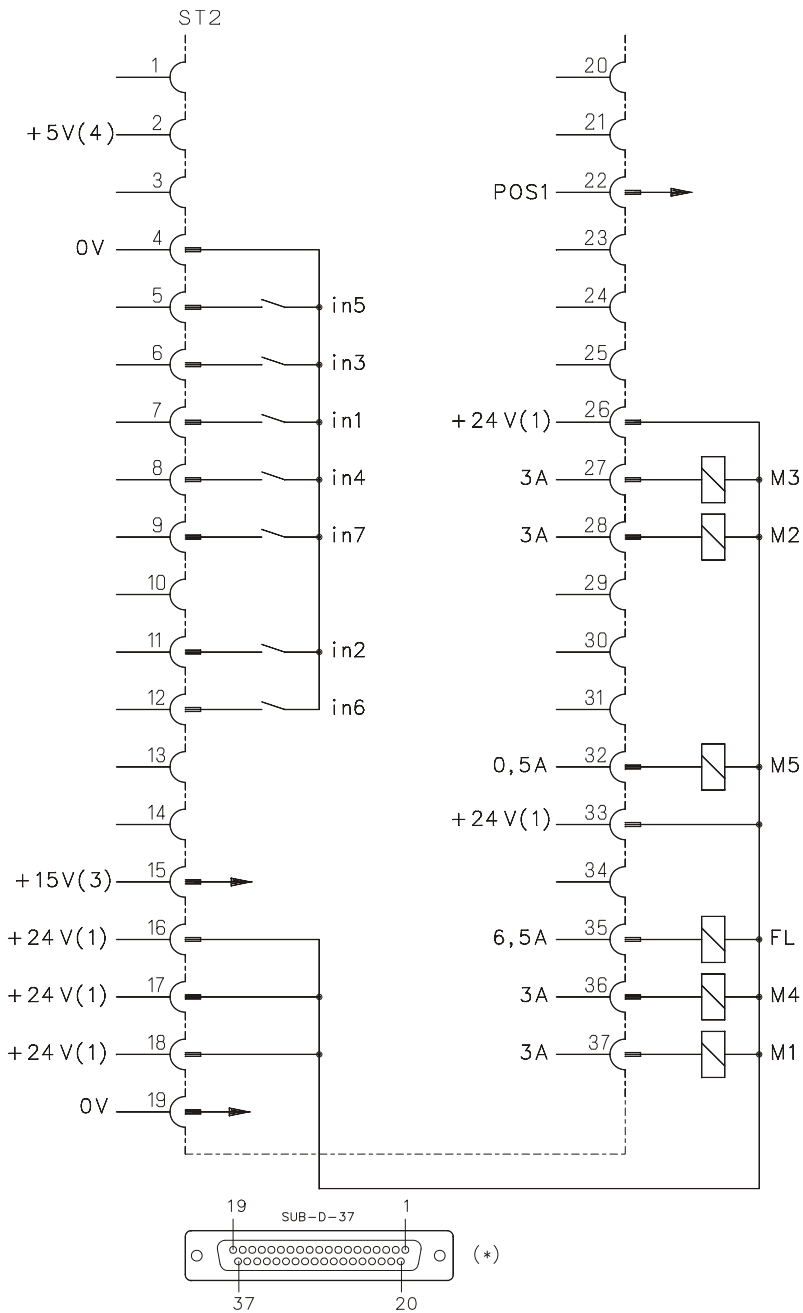 ST2
1
+5V(4) 2
3
0V 4
5 in5
6 in3
7 in1
8 in4
9 in7
10
11 in2
12 in6
13
14
+15V(3) 15
+24V(1) 16
+24V(1) 17
+24V(1) 18
0V 19
20
21
POS1 22
23
24
25
+24V(1) 26
3A 27 M3
3A 28 M2
29
30
31
0,5A 32 M5
+24V(1) 33
34
6,5A 35 FL
3A 36 M4
3A 37 M1
19 SUB-D-37 1
(*)
37 20